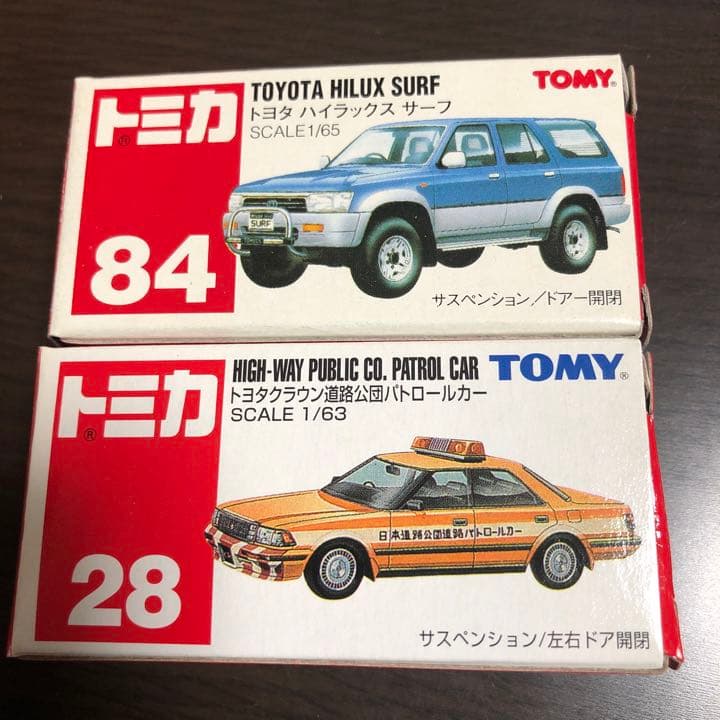 トミカ®
84
TOYOTA HILUX SURF
トヨタ ハイラックス サーフ
SCALE1/65
TOMY®
SURF
サスペンション/ドアー開閉
トミカ®
28
HIGH-WAY PUBLIC CO. PATROL CAR
トヨタクラウン道路公団パトロールカー
SCALE 1/63
TOMY®
日本道路公団道路パトロールカー
サスペンション/左右ドア開閉